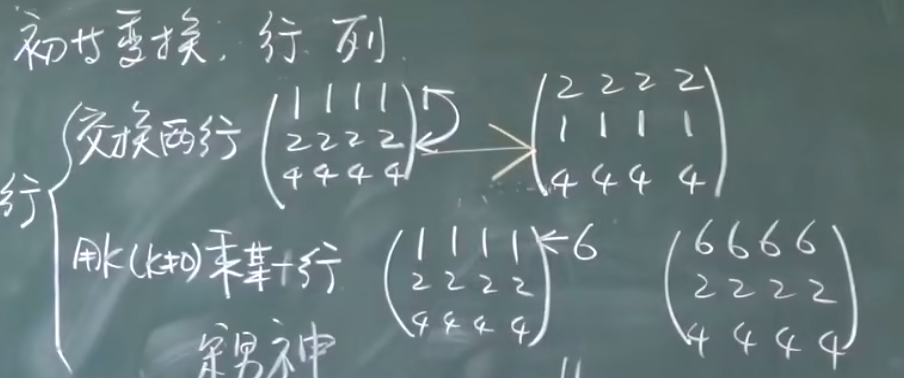 初等变换：行 列
行
交换两行 (1 1 1 1 → (2 2 2 2
2 2 2 2 1 1 1 1
4 4 4 4) 4 4 4 4)
用k(k≠0)乘某一行 (1 1 1 1 ←6 (6 6 6 6
2 2 2 2 2 2 2 2
4 4 4 4) 4 4 4 4)
宋男神